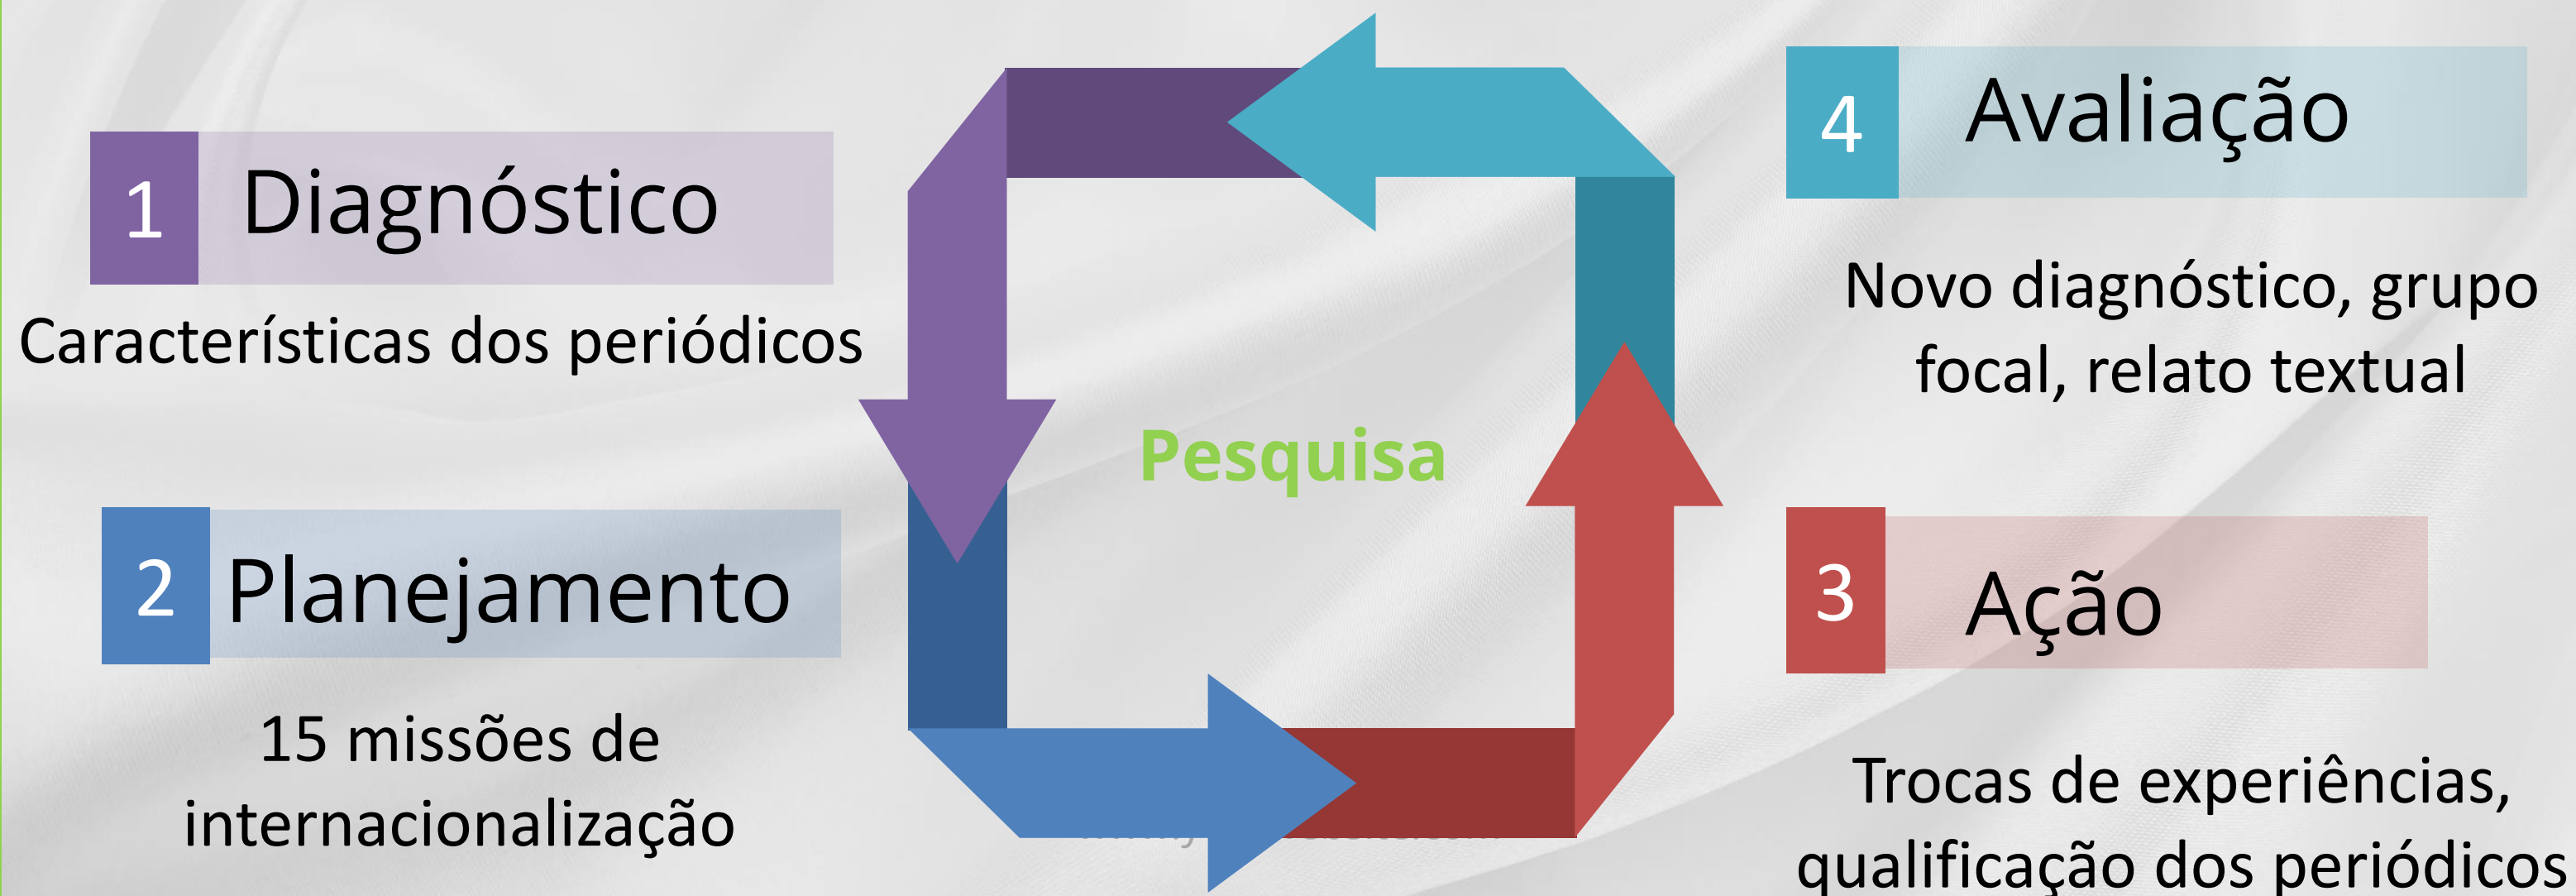 1 Diagnóstico
Características dos periódicos
2 Planejamento
15 missões de
internacionalização
Pesquisa
4 Avaliação
Novo diagnóstico, grupo
focal, relato textual
3 Ação
Trocas de experiências,
qualificação dos periódicos